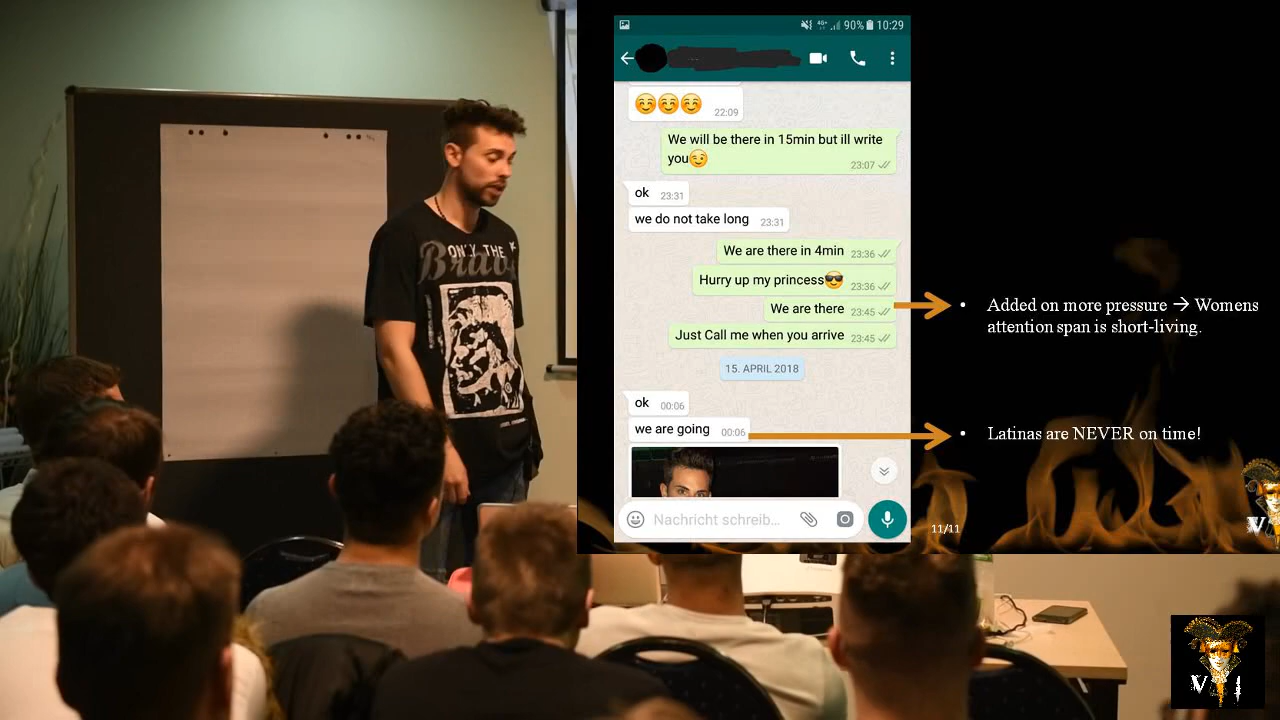 4G+ 90% 10:29
22:09
We will be there in 15min but ill write
you
23:07
ok 23:31
we do not take long 23:31
We are there in 4min 23:36
Hurry up my princess 23:36
We are there 23:45
Just Call me when you arrive 23:45
15. APRIL 2018
ok 00:06
we are going 00:06
Nachricht schreib...
• Added on more pressure → Womens
attention span is short-living.
• Latinas are NEVER on time!
11/11
ONLY THE
Brav
V
V I